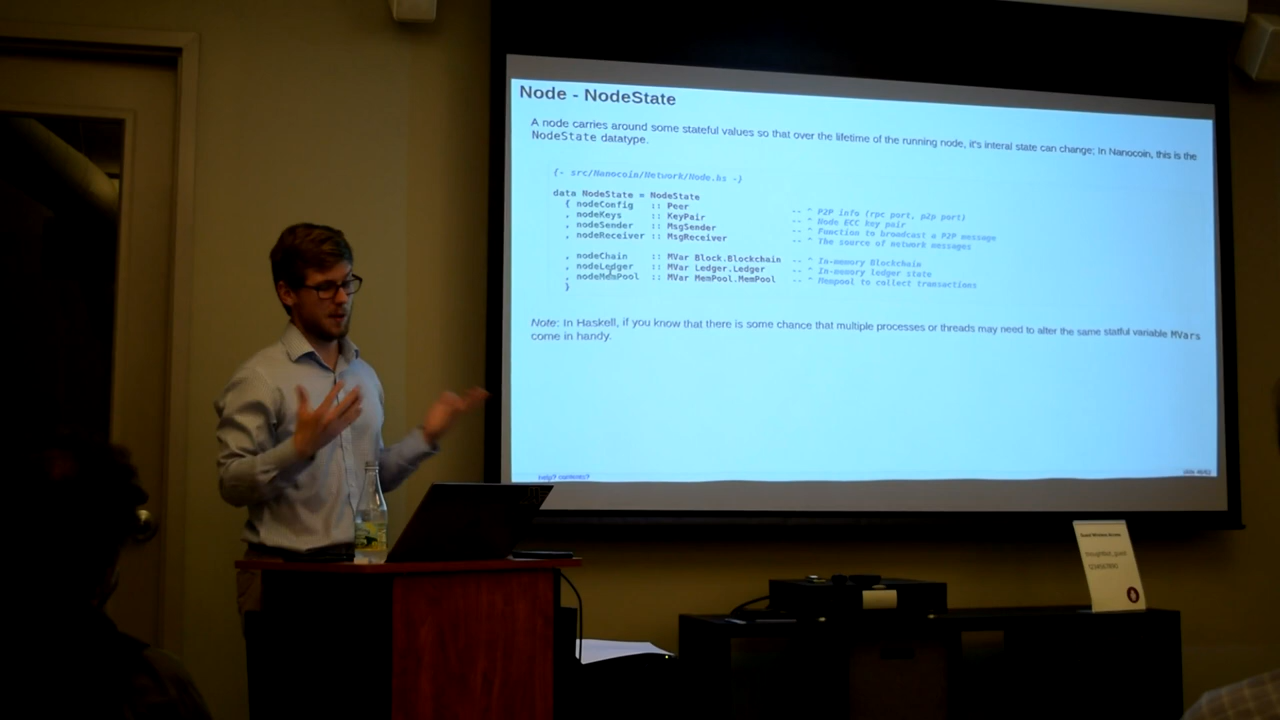 Node - NodeState
A node carries around some stateful values so that over the lifetime of the running node, it's interal state can change; In Nanocoin, this is the
NodeState datatype.
{- src/Nanocoin/Network/Node.hs -}
data NodeState = NodeState
{ nodeConfig :: Peer -- ^ P2P info (rpc port, p2p port)
, nodeKeys :: KeyPair -- ^ Node ECC key pair
, nodeSender :: MsgSender -- ^ Function to broadcast a P2P message
, nodeReceiver :: MsgReceiver -- ^ The source of network messages
, nodeChain :: MVar Block.Blockchain -- ^ In-memory Blockchain
, nodeLedger :: MVar Ledger.Ledger -- ^ In-memory ledger state
, nodeMemPool :: MVar MemPool.MemPool -- ^ Mempool to collect transactions
}
Note: In Haskell, if you know that there is some chance that multiple processes or threads may need to alter the same statful variable MVars
come in handy.
help? contents?
Guest Wireless Access
thoughtbot_guest